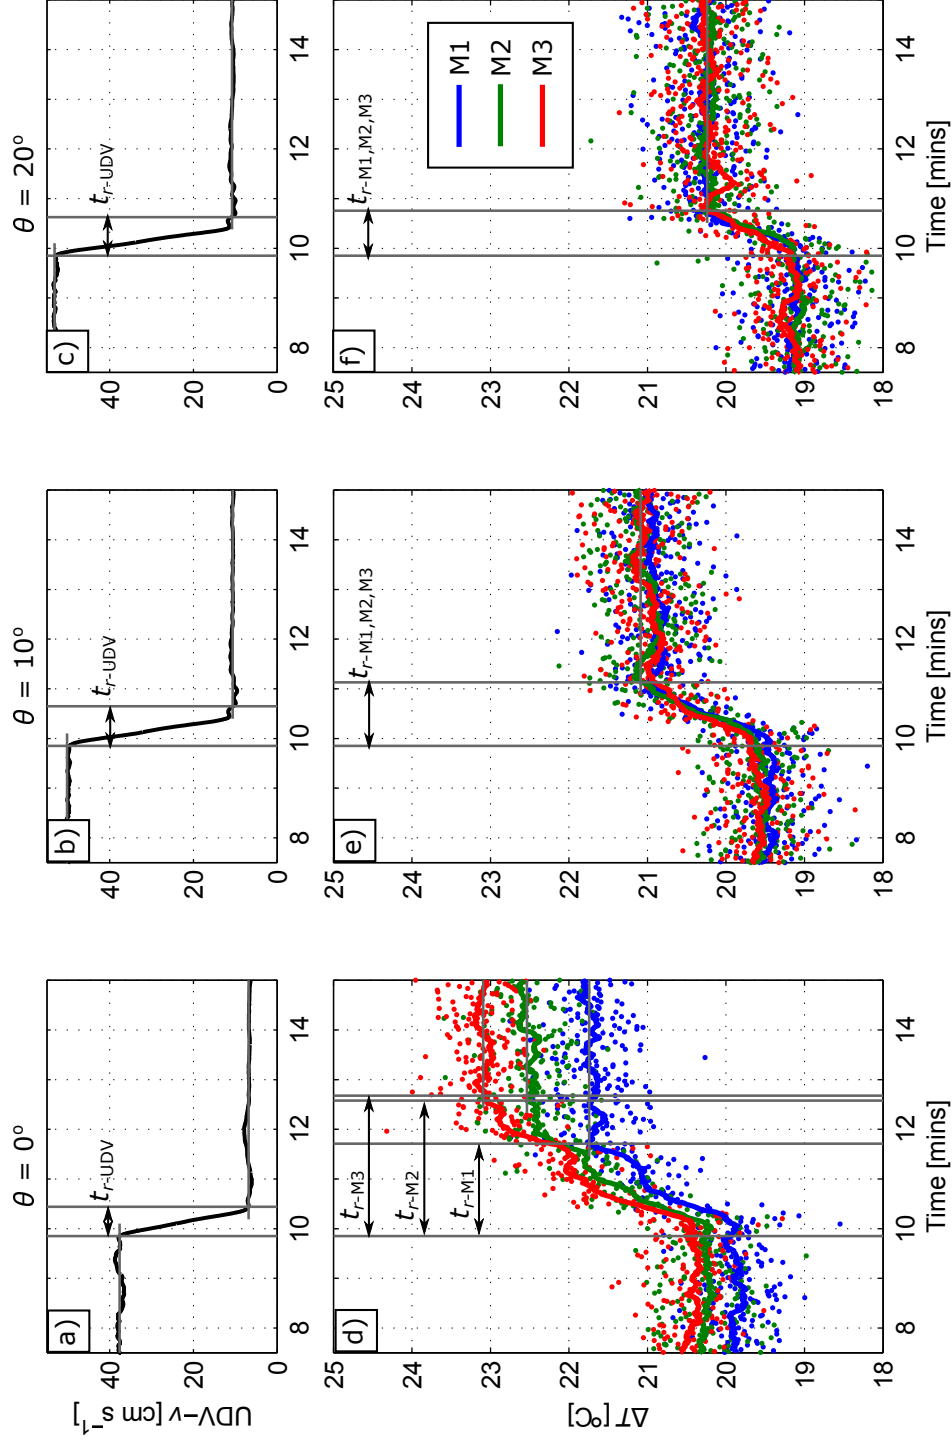 θ = 0°
θ = 10°
θ = 20°
a)
b)
c)
t_r-UDV
t_r-UDV
t_r-UDV
UDV−v [cm s⁻¹]
40
20
0
8
10
12
14
40
20
0
8
10
12
14
40
20
0
8
10
12
14
d)
t_r-M3
t_r-M2
t_r-M1
ΔT [°C]
25
24
23
22
21
20
19
18
8
10
12
14
Time [mins]
e)
t_r-M1,M2,M3
25
24
23
22
21
20
19
18
8
10
12
14
Time [mins]
f)
t_r-M1,M2,M3
M1
M2
M3
25
24
23
22
21
20
19
18
8
10
12
14
Time [mins]